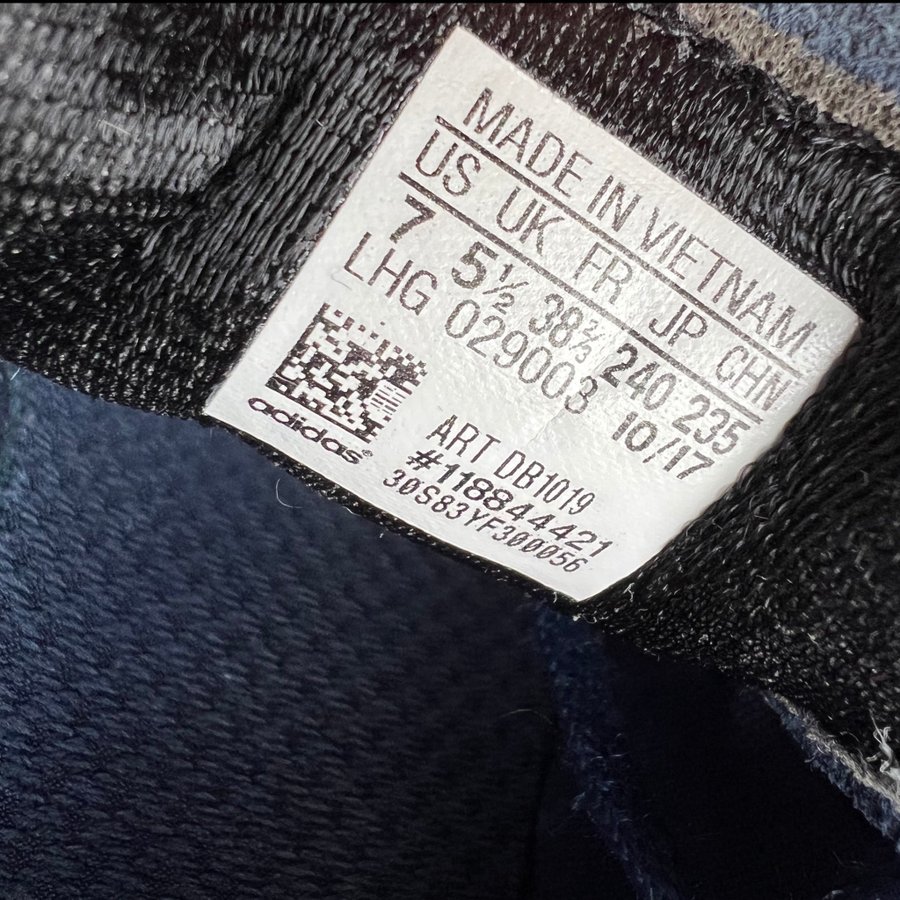 MADE IN VIETNAM
US UK FR JP CHN
7 5½ 38⅔ 240 235
LHG 029003 10/17
ART DB1019
#118844421
30S83YF300056
adidas®